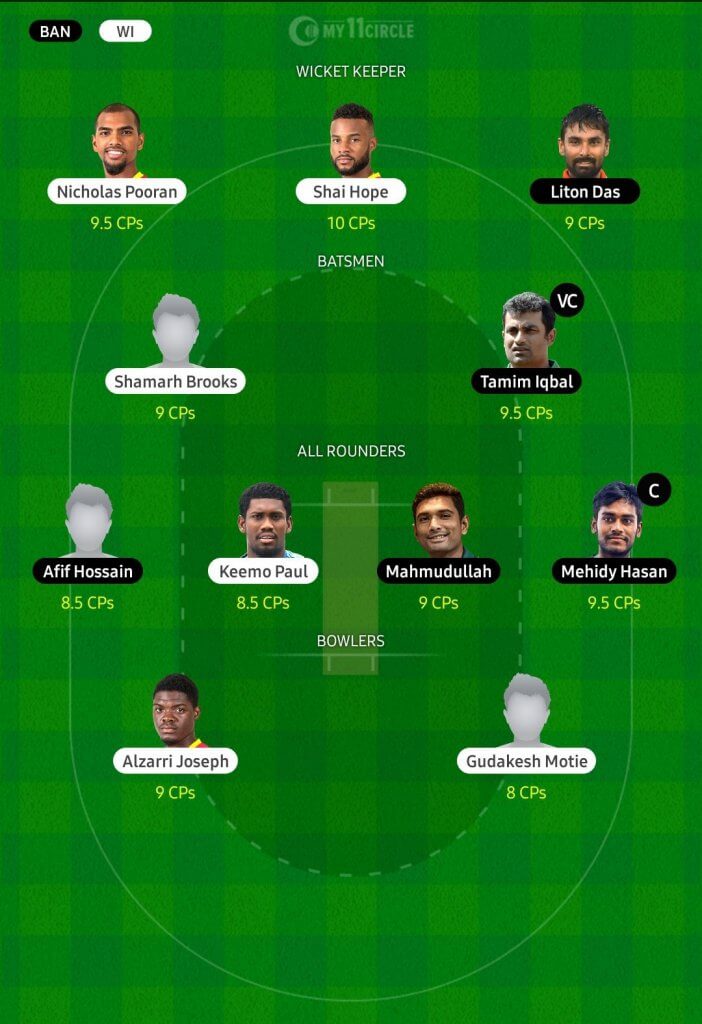 BAN WI MY11CIRCLE
WICKET KEEPER
Nicholas Pooran Shai Hope Liton Das
9.5 CPs 10 CPs 9 CPs
BATSMEN
VC
Shamarh Brooks Tamim Iqbal
9 CPs 9.5 CPs
ALL ROUNDERS
C
Afif Hossain Keemo Paul Mahmudullah Mehidy Hasan
8.5 CPs 8.5 CPs 9 CPs 9.5 CPs
BOWLERS
Alzarri Joseph Gudakesh Motie
9 CPs 8 CPs